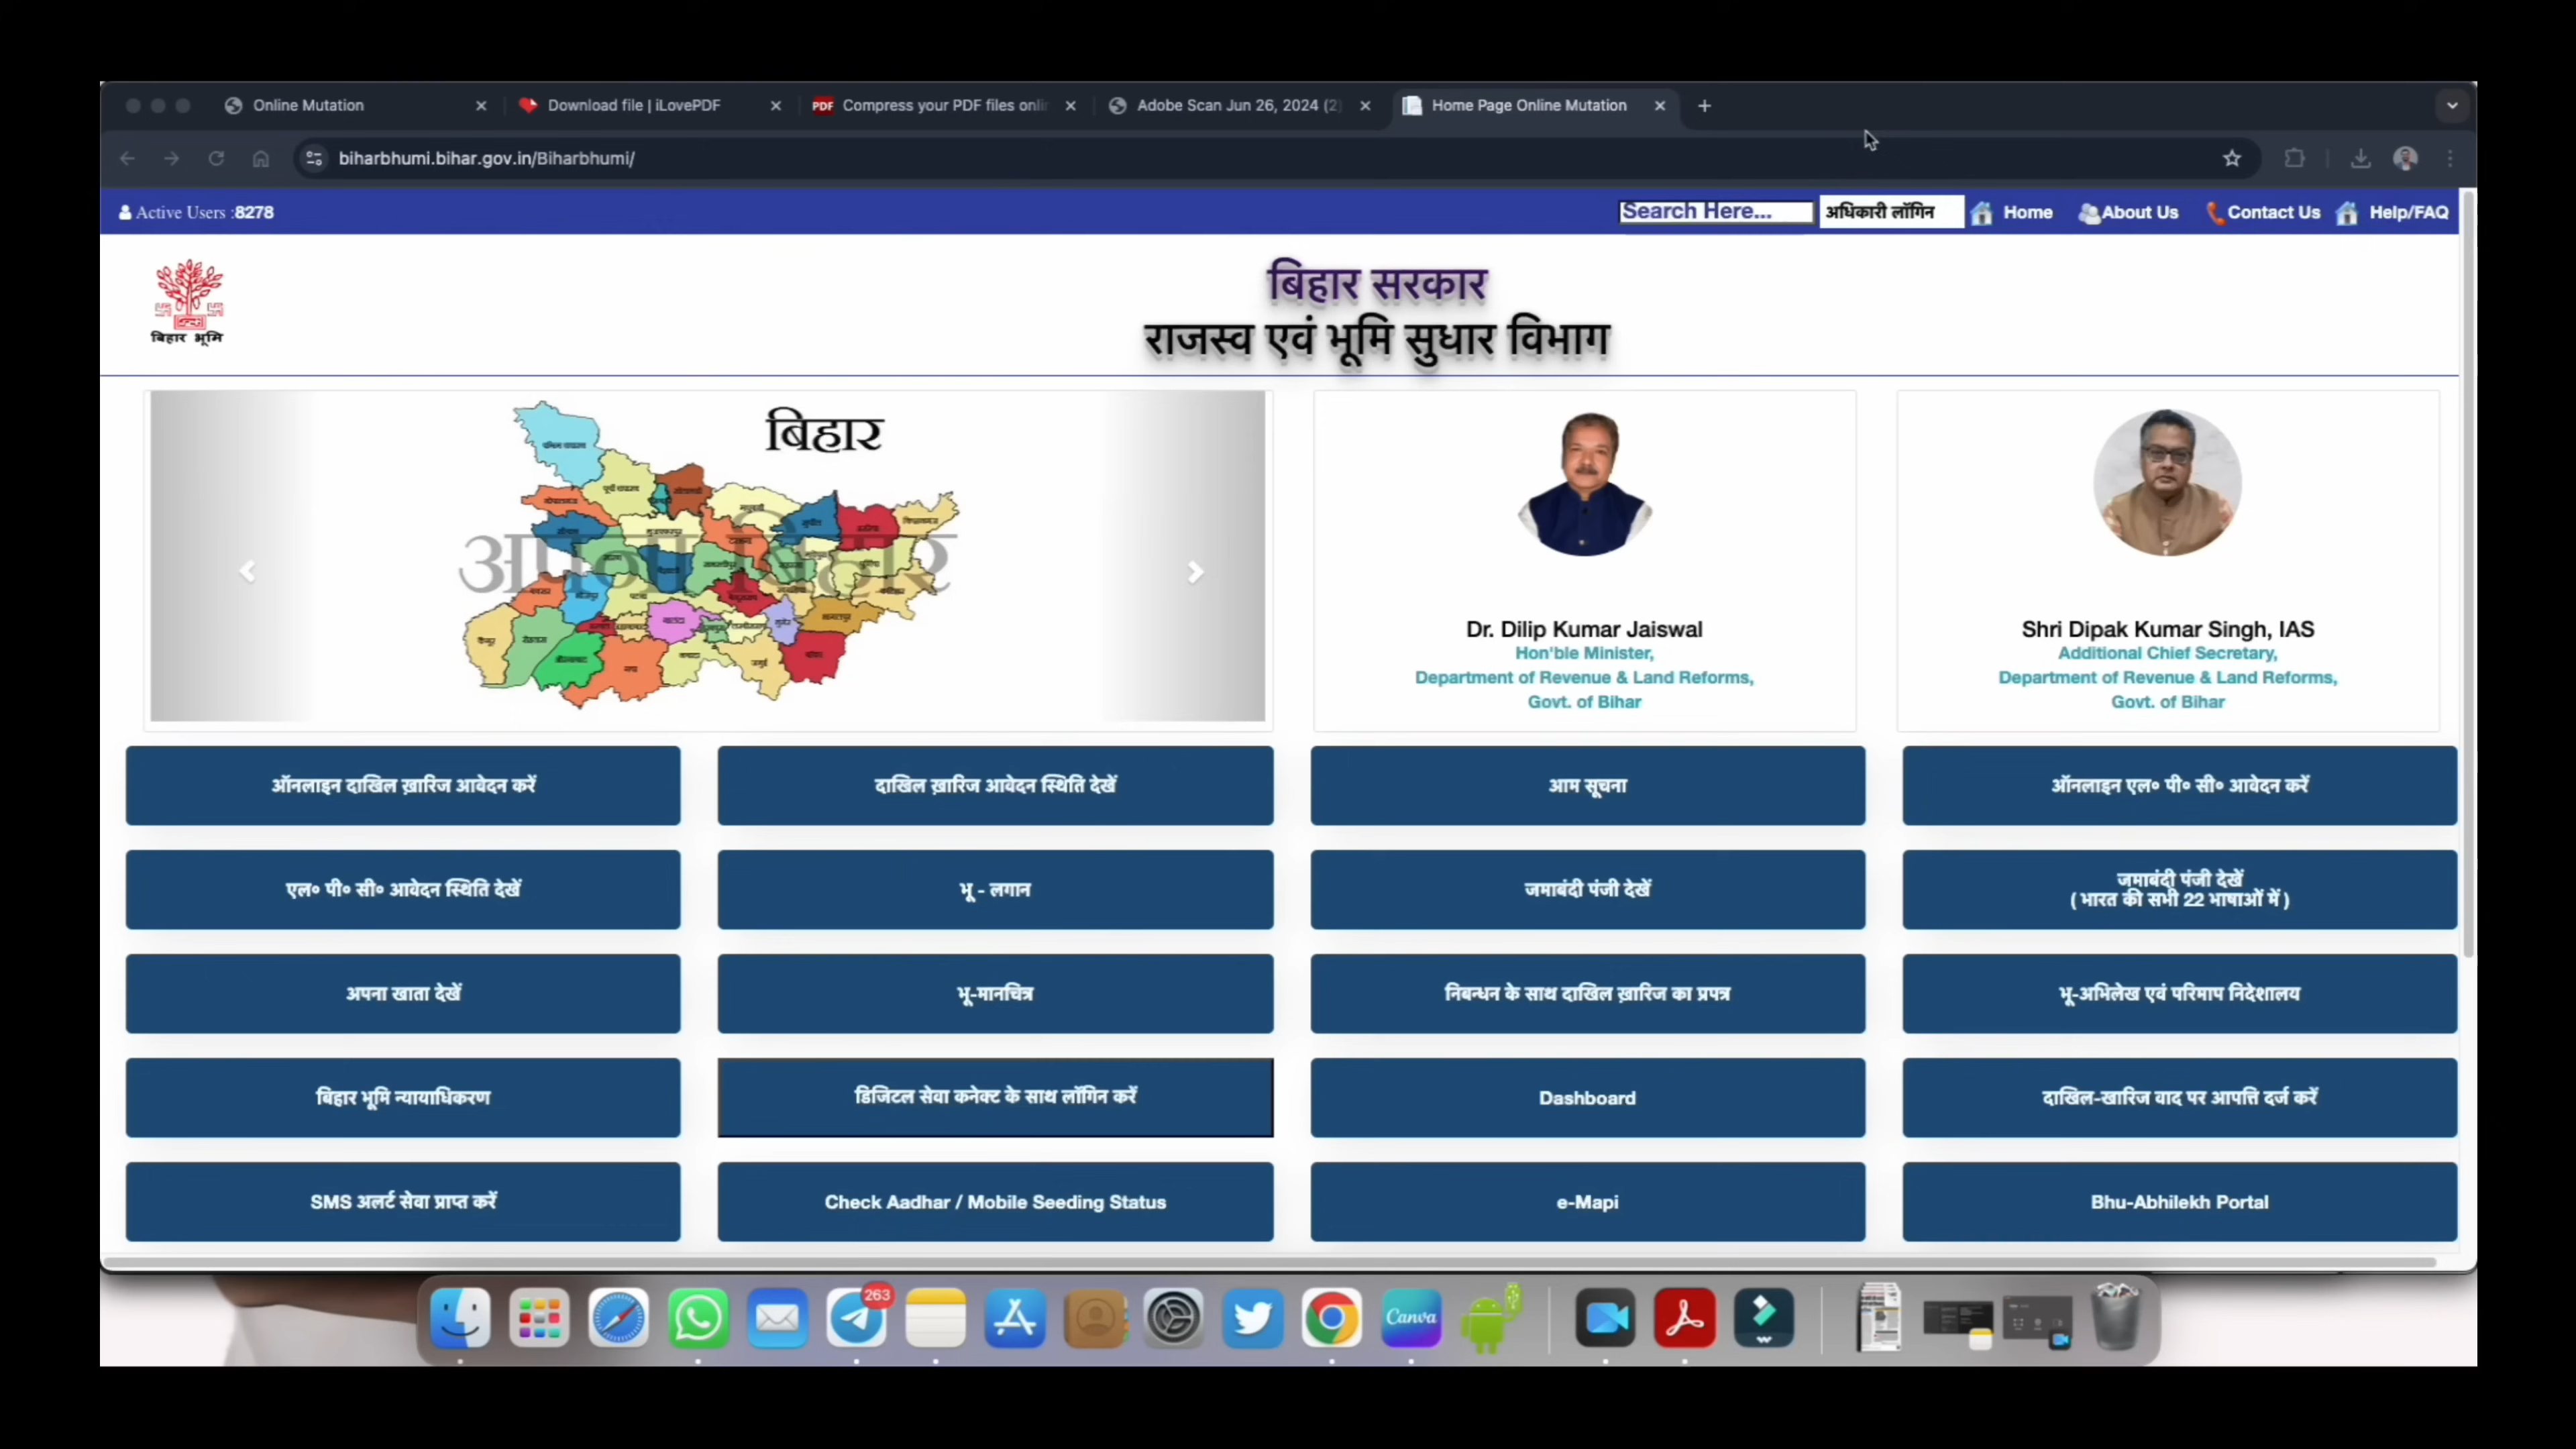 Online Mutation
Download file | iLovePDF
PDF
Compress your PDF files onli
Adobe Scan Jun 26, 2024 (2)
Home Page Online Mutation
biharbhumi.bihar.gov.in/Biharbhumi/
Active Users :8278
Search Here...
अधिकारी लॉगिन
Home
About Us
Contact Us
Help/FAQ
बिहार भूमि
बिहार सरकार
राजस्व एवं भूमि सुधार विभाग
बिहार
अपना बिहार
Dr. Dilip Kumar Jaiswal
Hon'ble Minister,
Department of Revenue & Land Reforms,
Govt. of Bihar
Shri Dipak Kumar Singh, IAS
Additional Chief Secretary,
Department of Revenue & Land Reforms,
Govt. of Bihar
ऑनलाइन दाखिल ख़ारिज आवेदन करें
दाखिल ख़ारिज आवेदन स्थिति देखें
आम सूचना
ऑनलाइन एल० पी० सी० आवेदन करें
एल० पी० सी० आवेदन स्थिति देखें
भू - लगान
जमाबंदी पंजी देखें
जमाबंदी पंजी देखें
( भारत की सभी 22 भाषाओं में )
अपना खाता देखें
भू-मानचित्र
निबन्धन के साथ दाखिल ख़ारिज का प्रपत्र
भू-अभिलेख एवं परिमाप निदेशालय
बिहार भूमि न्यायाधिकरण
डिजिटल सेवा कनेक्ट के साथ लॉगिन करें
Dashboard
दाखिल-खारिज वाद पर आपत्ति दर्ज करें
SMS अलर्ट सेवा प्राप्त करें
Check Aadhar / Mobile Seeding Status
e-Mapi
Bhu-Abhilekh Portal
263
Canva